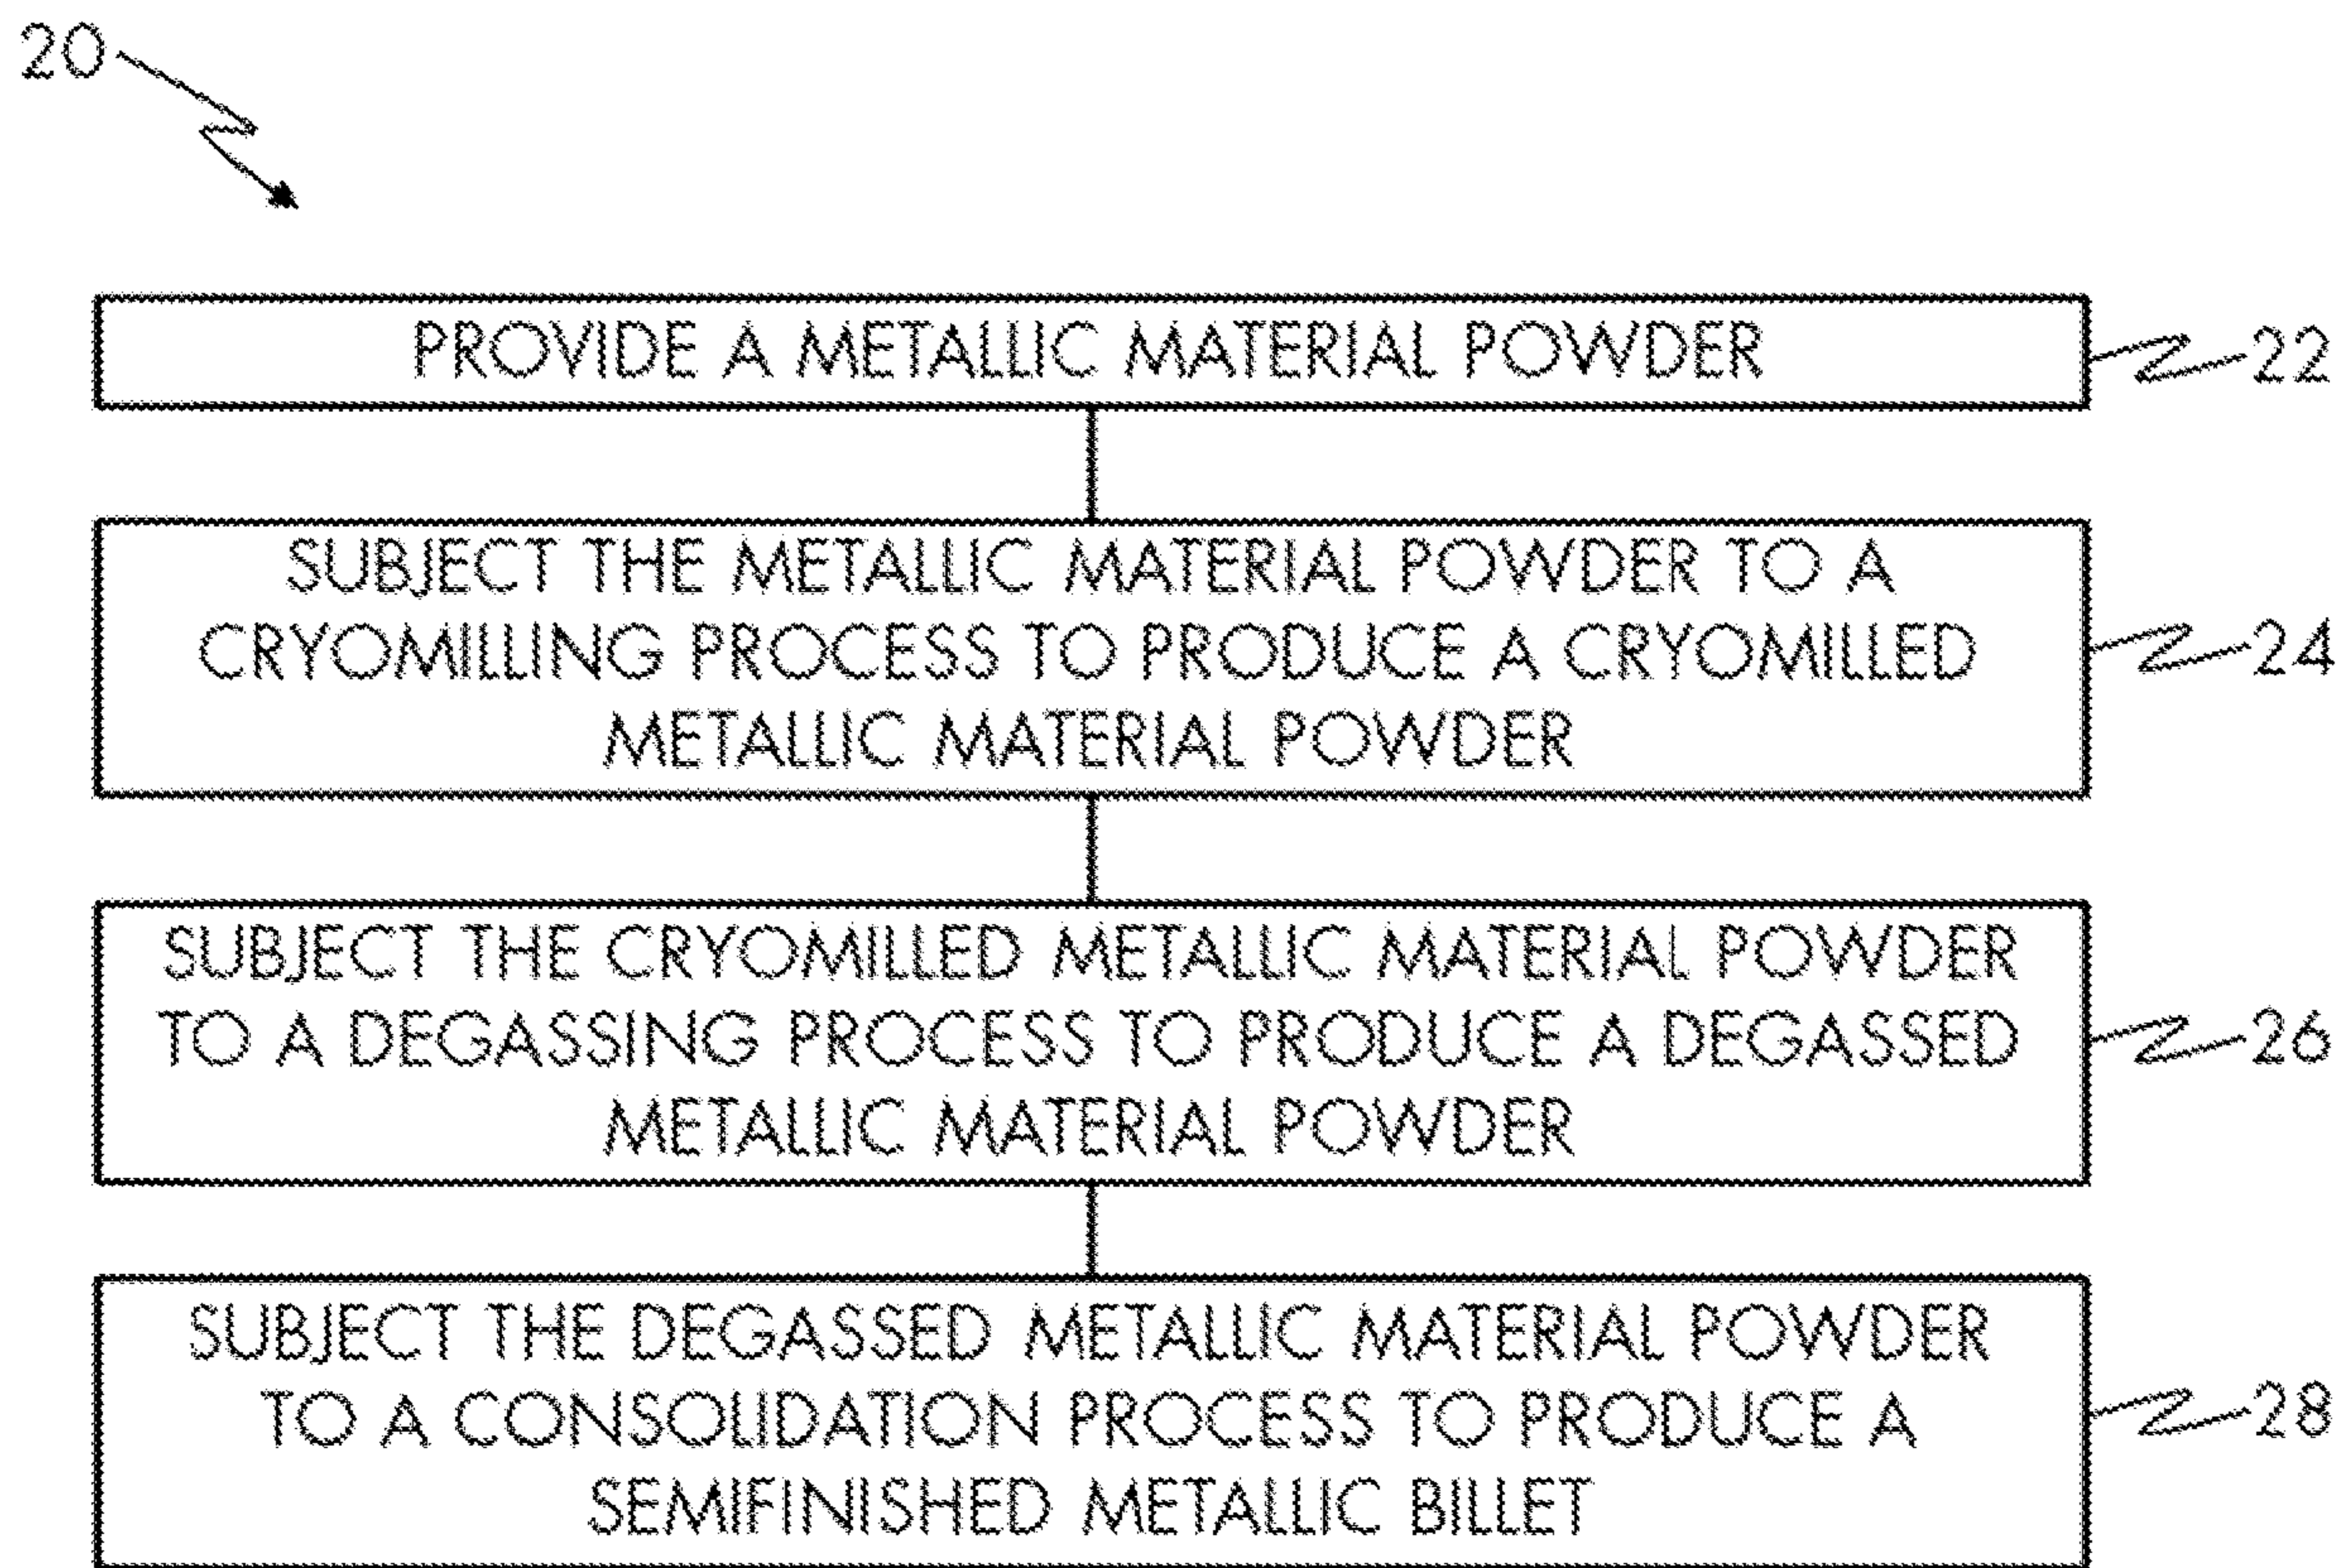 20
PROVIDE A METALLIC MATERIAL POWDER
22
SUBJECT THE METALLIC MATERIAL POWDER TO A
CRYOMILLING PROCESS TO PRODUCE A CRYOMILLED
METALLIC MATERIAL POWDER
24
SUBJECT THE CRYOMILLED METALLIC MATERIAL POWDER
TO A DEGASSING PROCESS TO PRODUCE A DEGASSED
METALLIC MATERIAL POWDER
26
SUBJECT THE DEGASSED METALLIC MATERIAL POWDER
TO A CONSOLIDATION PROCESS TO PRODUCE A
SEMIFINISHED METALLIC BILLET
28